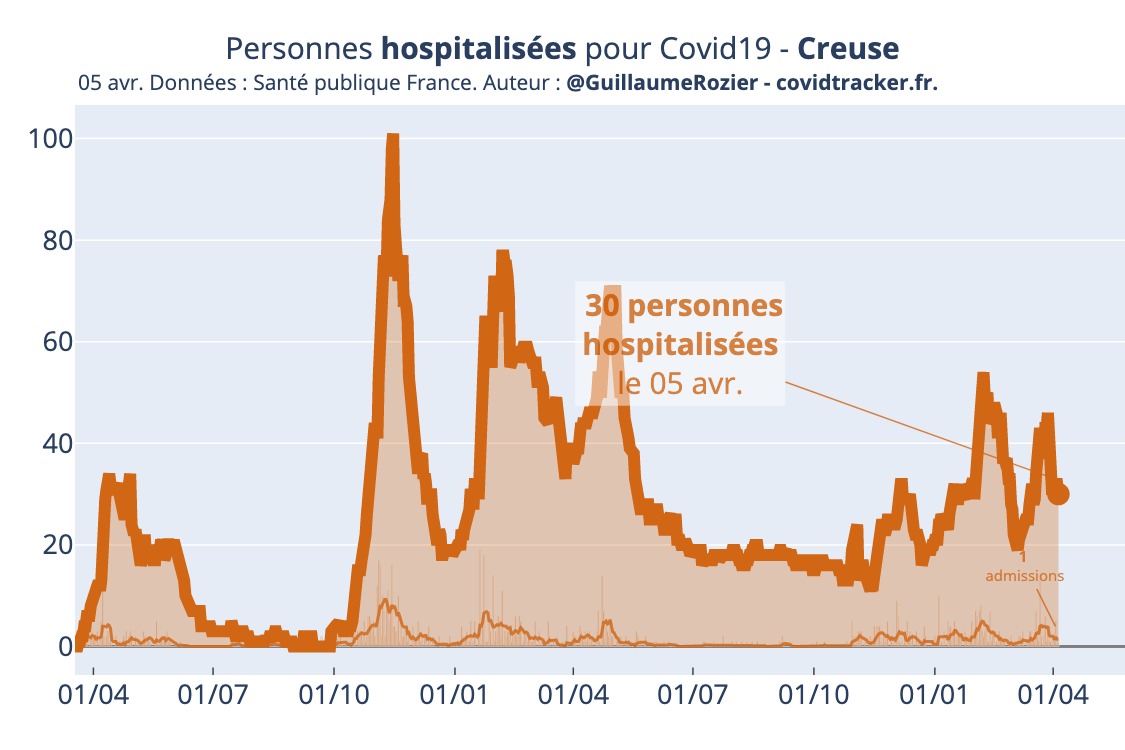 Personnes hospitalisées pour Covid19 - Creuse
05 avr. Données : Santé publique France. Auteur : @GuillaumeRozier - covidtracker.fr.
100
80
60
40
20
0
30 personnes
hospitalisées
le 05 avr.
1
admissions
01/04 01/07 01/10 01/01 01/04 01/07 01/10 01/01 01/04